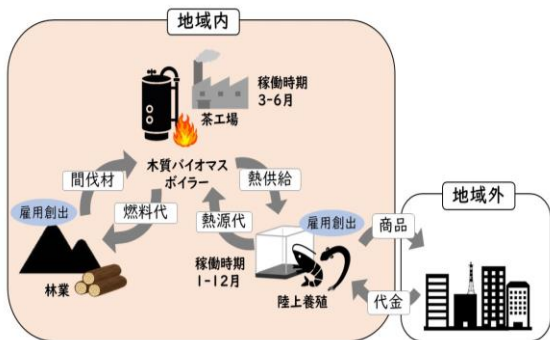 地域内
稼働時期
3-6月
茶工場
木質バイオマス
ボイラー
間伐材
熱供給
雇用創出
燃料代
熱源代
雇用創出
商品
地域外
稼働時期
1-12月
林業
陸上養殖
代金